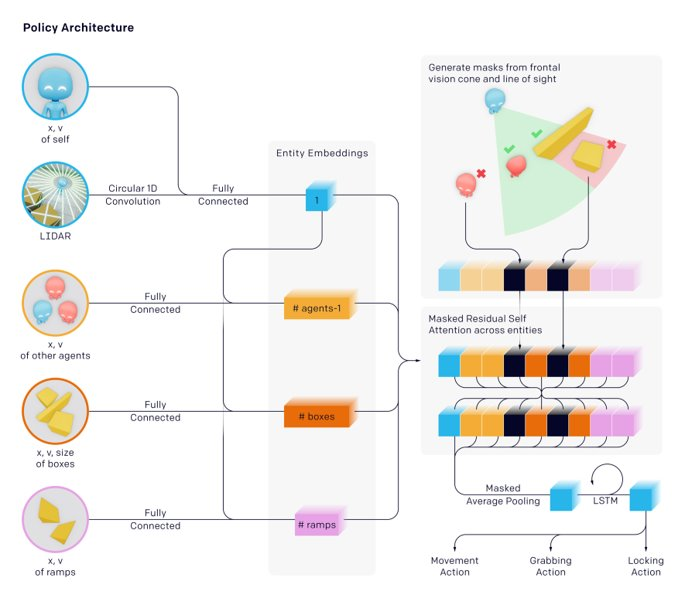 Policy Architecture
x, v
of self
LIDAR
Circular 1D
Convolution
Fully
Connected
x, v
of other agents
Fully
Connected
x, v, size
of boxes
Fully
Connected
x, v
of ramps
Fully
Connected
Entity Embeddings
1
# agents-1
# boxes
# ramps
Generate masks from frontal
vision cone and line of sight
Masked Residual Self
Attention across entities
Masked
Average Pooling
LSTM
Movement
Action
Grabbing
Action
Locking
Action